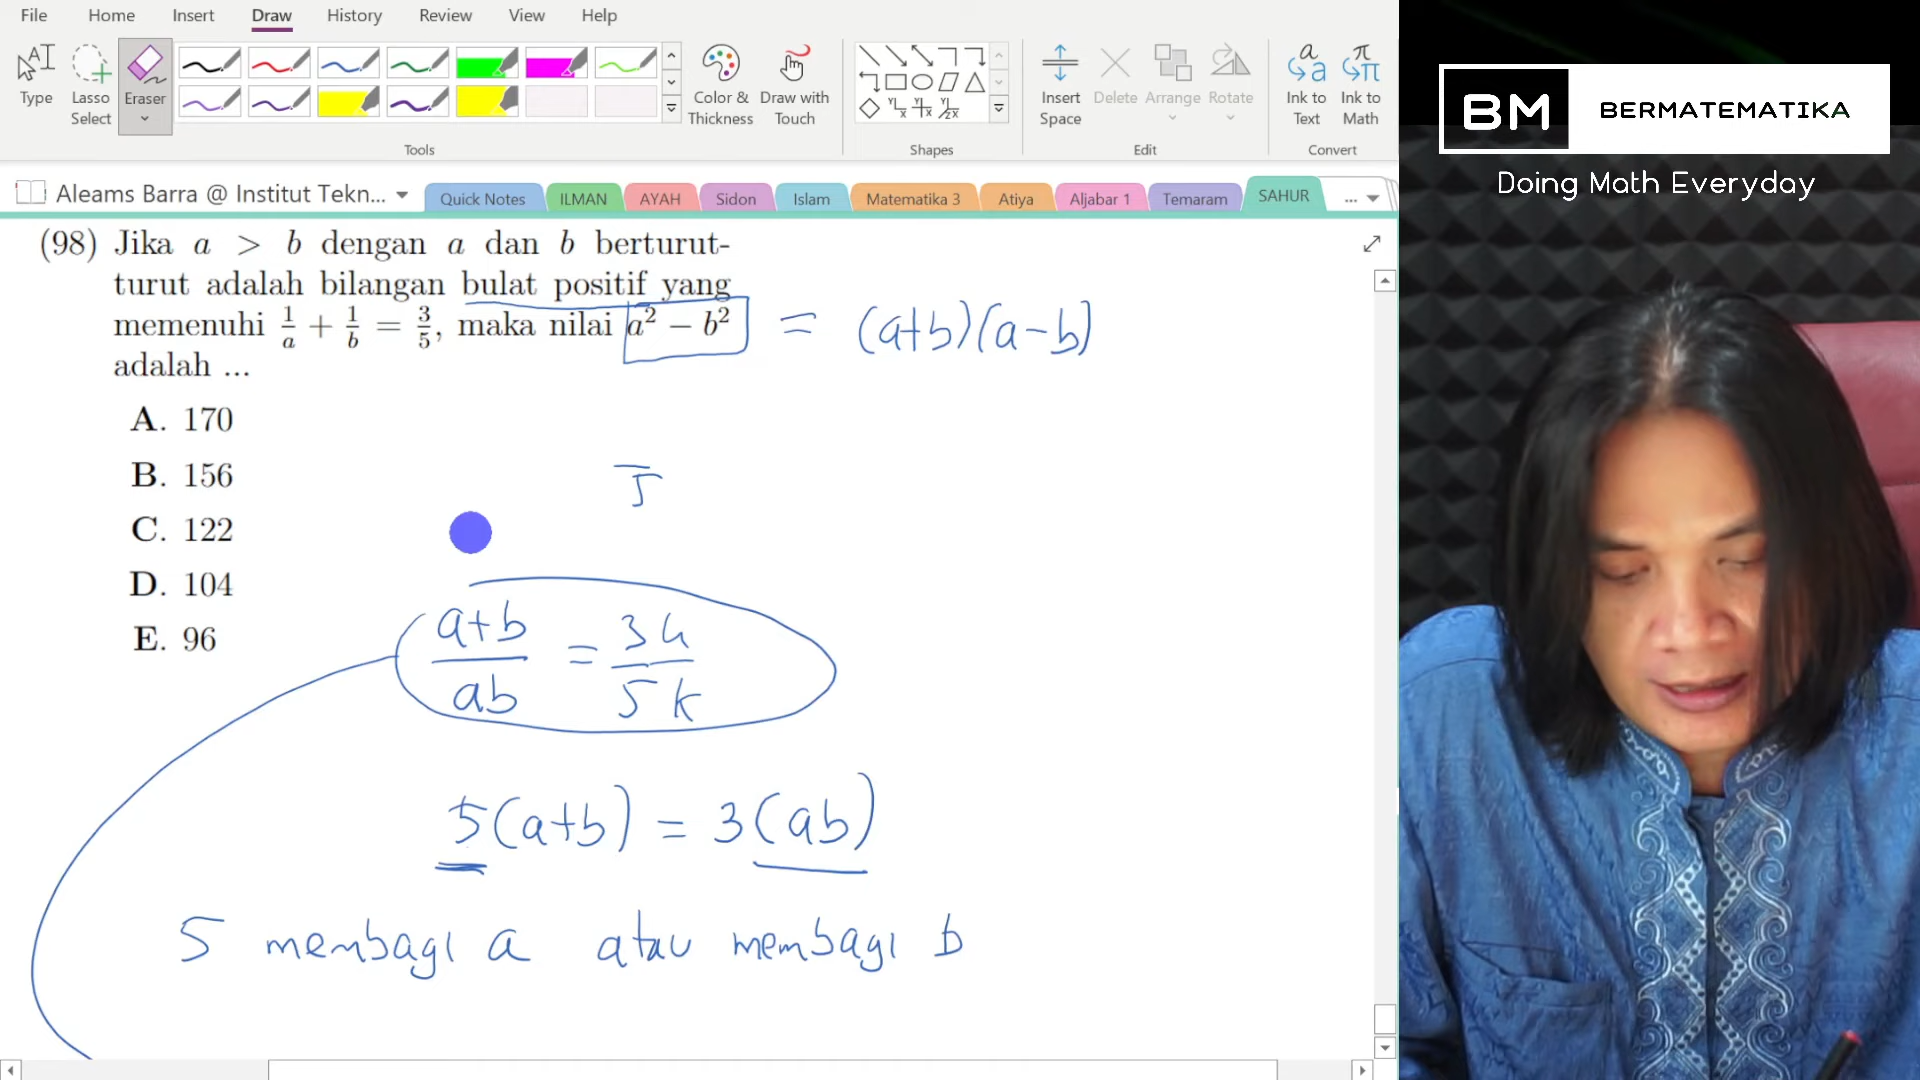 File Home Insert Draw History Review View Help
Type Lasso Select Eraser Color & Thickness Draw with Touch Insert Space Delete Arrange Rotate Ink to Text Ink to Math
Tools Shapes Edit Convert
Aleams Barra @ Institut Tekn... Quick Notes ILMAN AYAH Sidon Islam Matematika 3 Atiya Aljabar 1 Temaram SAHUR ...
BM BERMATEMATIKA
Doing Math Everyday
(98) Jika a > b dengan a dan b berturut-
turut adalah bilangan bulat positif yang
memenuhi 1/a + 1/b = 3/5, maka nilai a² − b² = (a+b)(a-b)
adalah ...
A. 170
B. 156
C. 122
D. 104
E. 96
5
a+b/ab = 3k/5k
5(a+b) = 3(ab)
5 membagi a atau membagi b